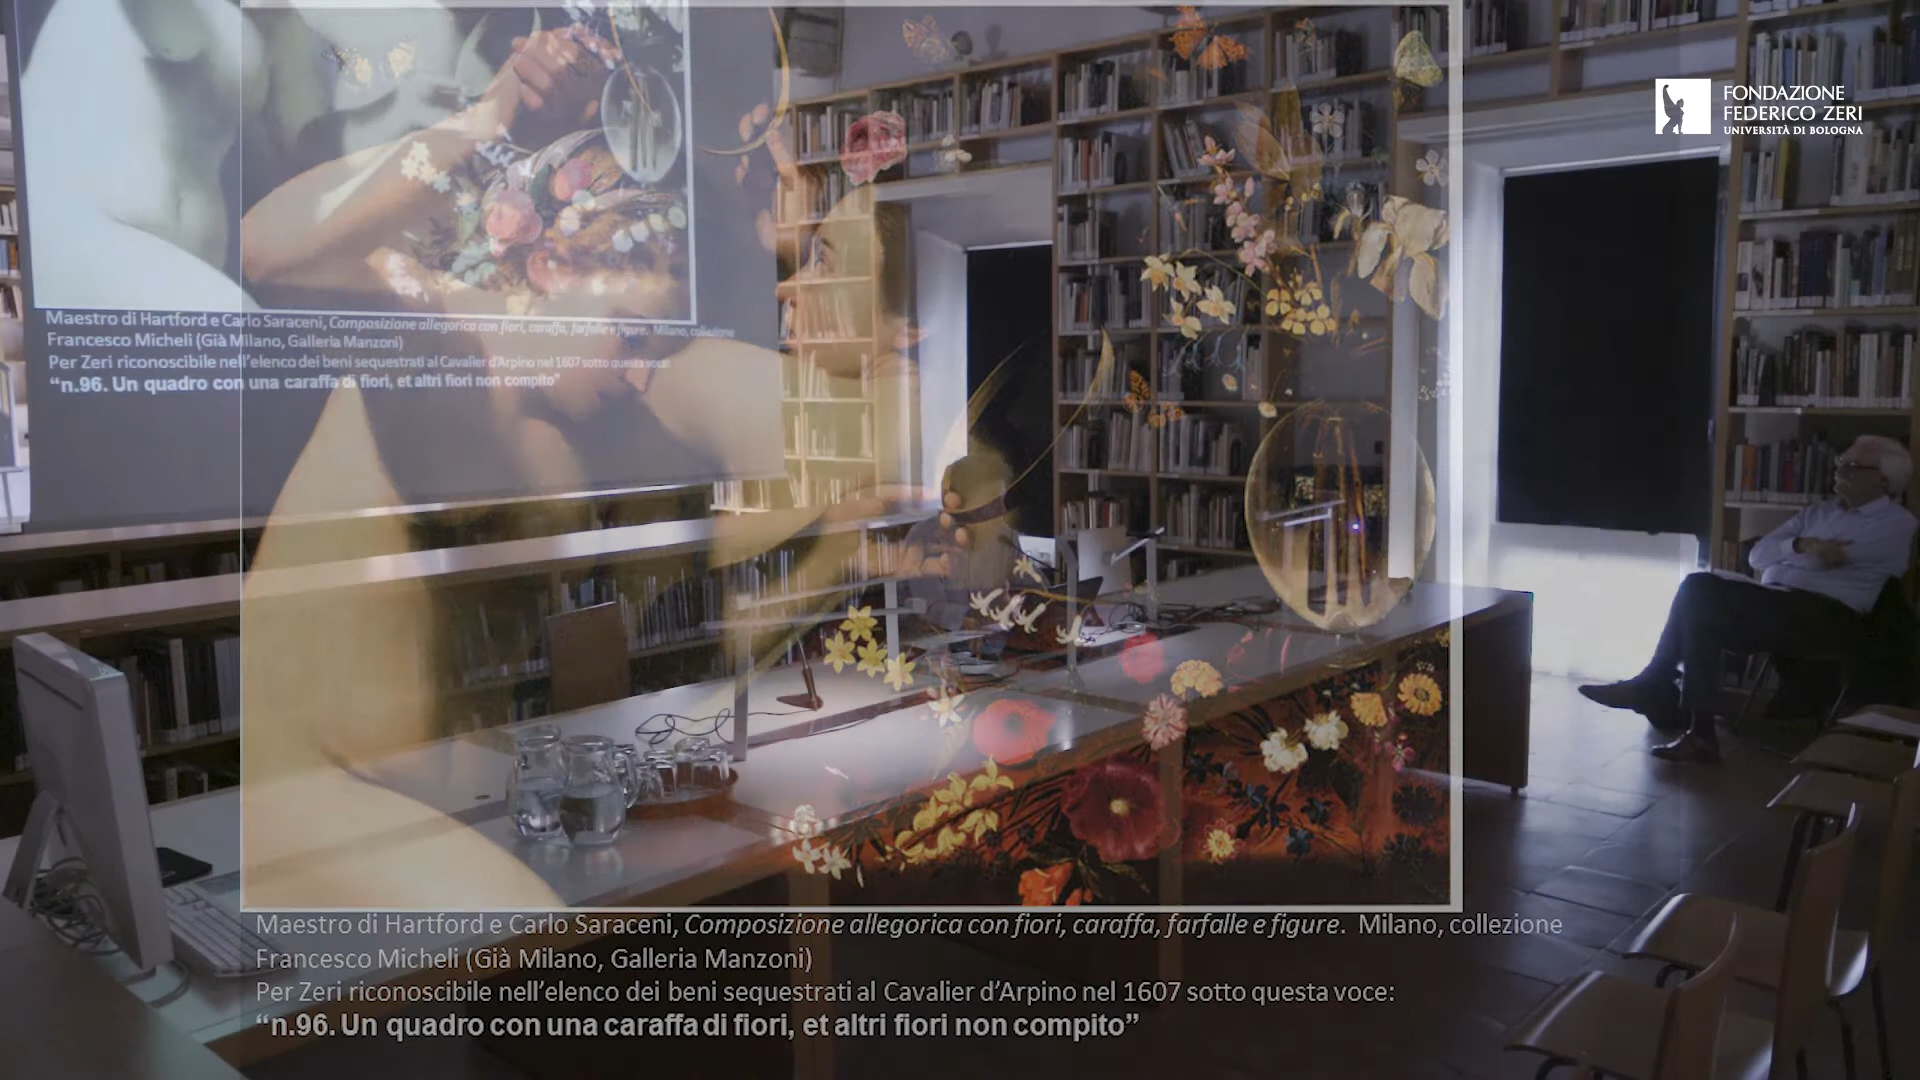 FONDAZIONE
FEDERICO ZERI
UNIVERSITÀ DI BOLOGNA
Maestro di Hartford e Carlo Saraceni, Composizione allegorica con fiori, caraffa, farfalle e figure. Milano, collezione
Francesco Micheli (Già Milano, Galleria Manzoni)
Per Zeri riconoscibile nell'elenco dei beni sequestrati al Cavalier d'Arpino nel 1607 sotto questa voce:
“n.96. Un quadro con una caraffa di fiori, et altri fiori non compito”
Maestro di Hartford e Carlo Saraceni, Composizione allegorica con fiori, caraffa, farfalle e figure. Milano, collezione
Francesco Micheli (Già Milano, Galleria Manzoni)
Per Zeri riconoscibile nell’elenco dei beni sequestrati al Cavalier d’Arpino nel 1607 sotto questa voce:
“n.96. Un quadro con una caraffa di fiori, et altri fiori non compito”